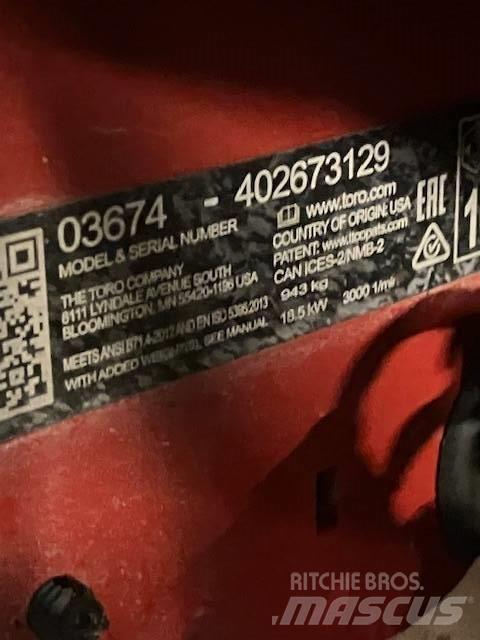 03674 - 402673129
MODEL & SERIAL NUMBER
THE TORO COMPANY
8111 LYNDALE AVENUE SOUTH
BLOOMINGTON, MN 55420-1196 USA
MEETS ANSI B71.4-2012 AND EN ISO 5395:2013
WITH ADDED WEIGHT(S), SEE MANUAL
www.toro.com
COUNTRY OF ORIGIN: USA
PATENT: www.ttcopats.com
CAN ICES-2/NMB-2
943 kg
18.5 kW 3000 1/min
EAC
1
RITCHIE BROS.
MASCUS